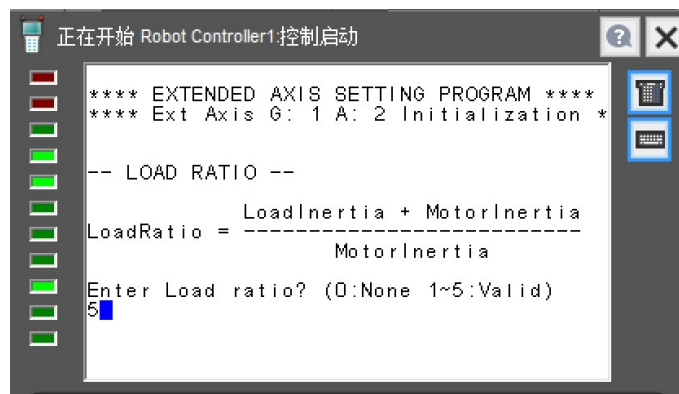 正在开始 Robot Controller1:控制启动
**** EXTENDED AXIS SETTING PROGRAM ****
**** Ext Axis G: 1 A: 2 Initialization *
-- LOAD RATIO --
LoadInertia + MotorInertia
LoadRatio = --------------------------
MotorInertia
Enter Load ratio? (0:None 1~5:Valid)
5